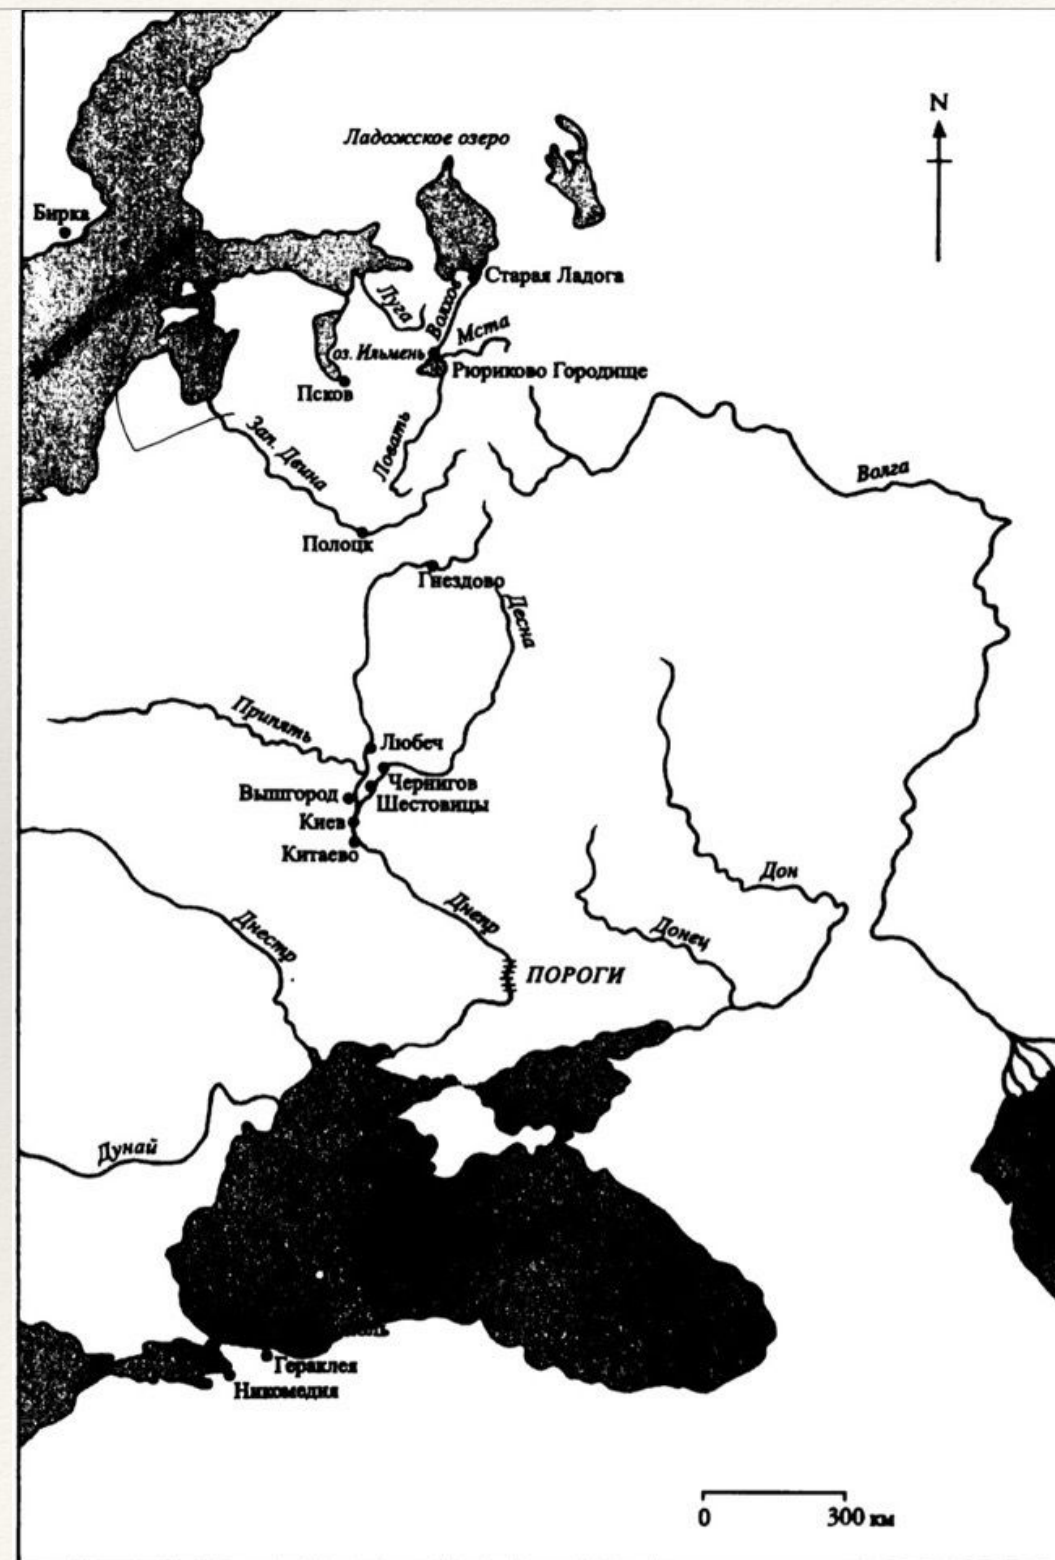 N
Ладожское озеро
Бирка
Старая Ладога
Луга
Волхов
Мста
оз. Ильмень
Рюриково Городище
Псков
Ловать
Зап. Двина
Волга
Полоцк
Гнездово
Десна
Припять
Любеч
Чернигов
Вышгород
Шестовицы
Киев
Китаево
Дон
Днепр
Донец
Днестр
ПОРОГИ
Дунай
Гераклея
Никомедия
0 300 км